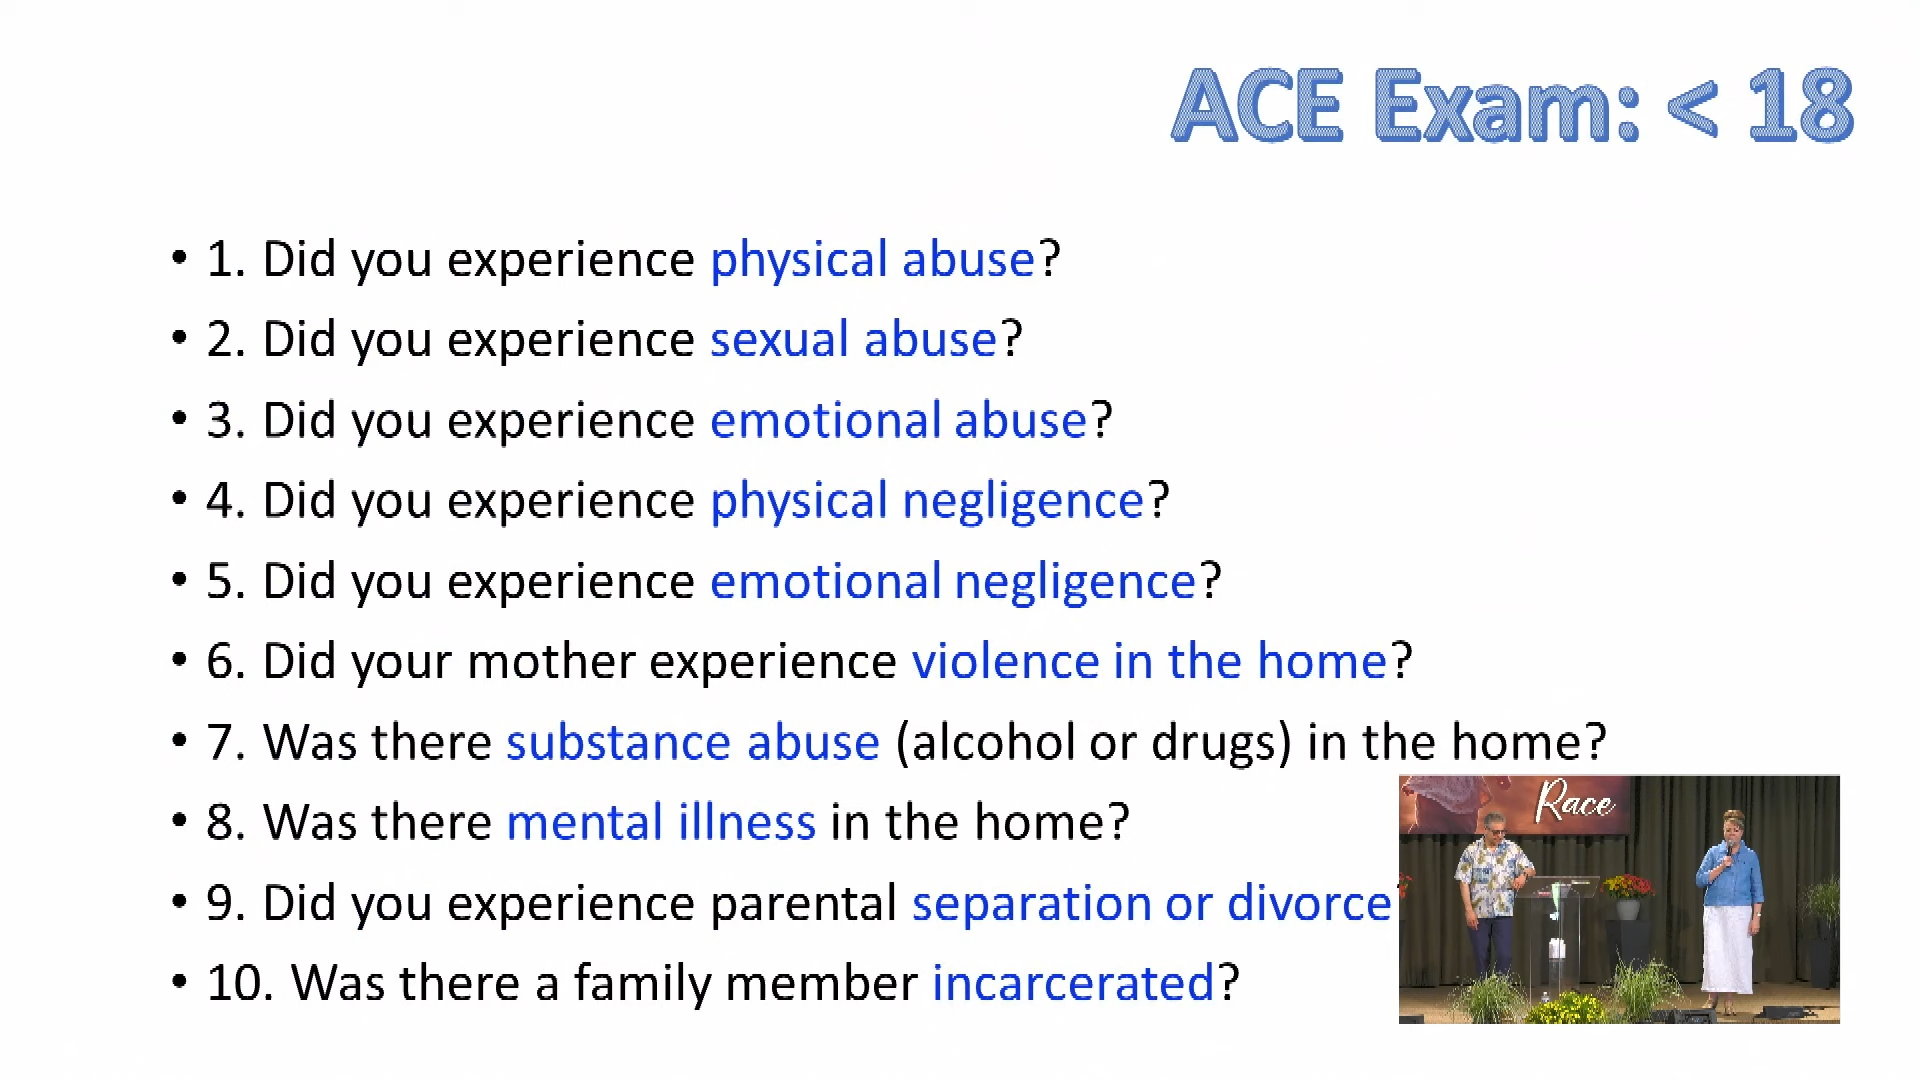 ACE Exam: < 18
• 1. Did you experience physical abuse?
• 2. Did you experience sexual abuse?
• 3. Did you experience emotional abuse?
• 4. Did you experience physical negligence?
• 5. Did you experience emotional negligence?
• 6. Did your mother experience violence in the home?
• 7. Was there substance abuse (alcohol or drugs) in the home?
• 8. Was there mental illness in the home?
• 9. Did you experience parental separation or divorce?
• 10. Was there a family member incarcerated?
Race